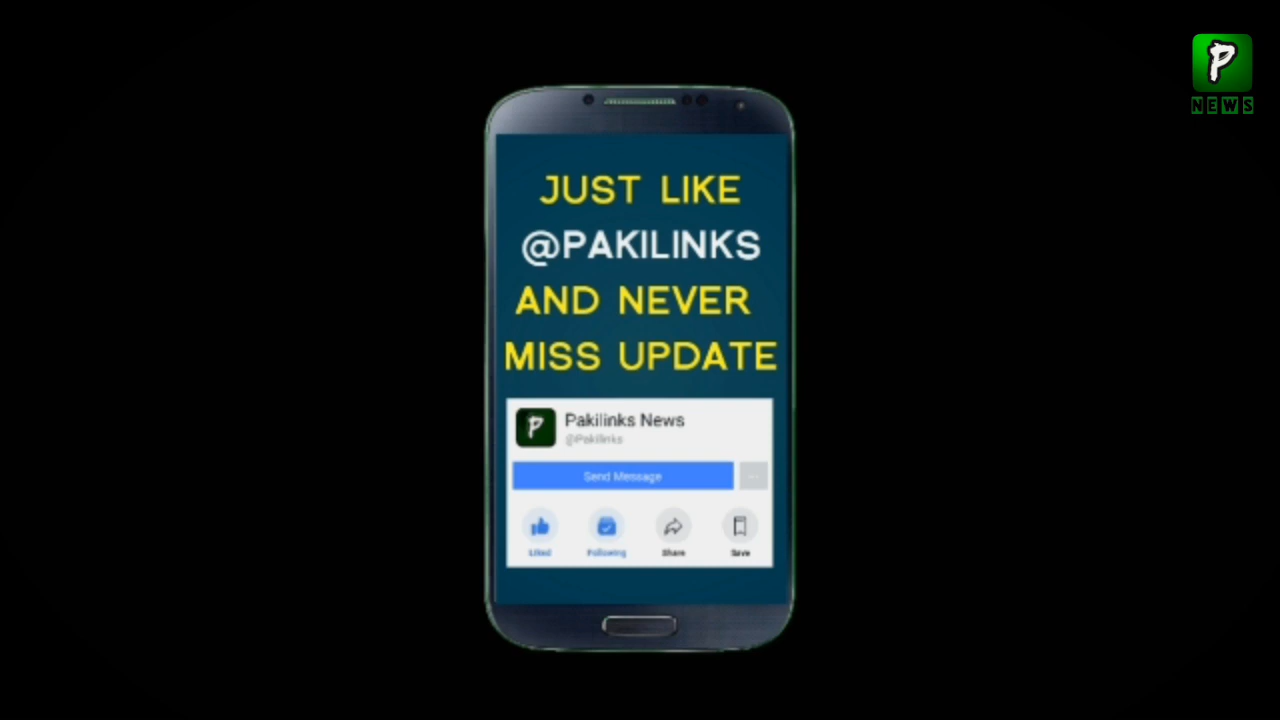 P
NEWS
JUST LIKE
@PAKILINKS
AND NEVER
MISS UPDATE
P
Pakilinks News
@Pakilinks
Send Message
...
Liked
Following
Share
Save